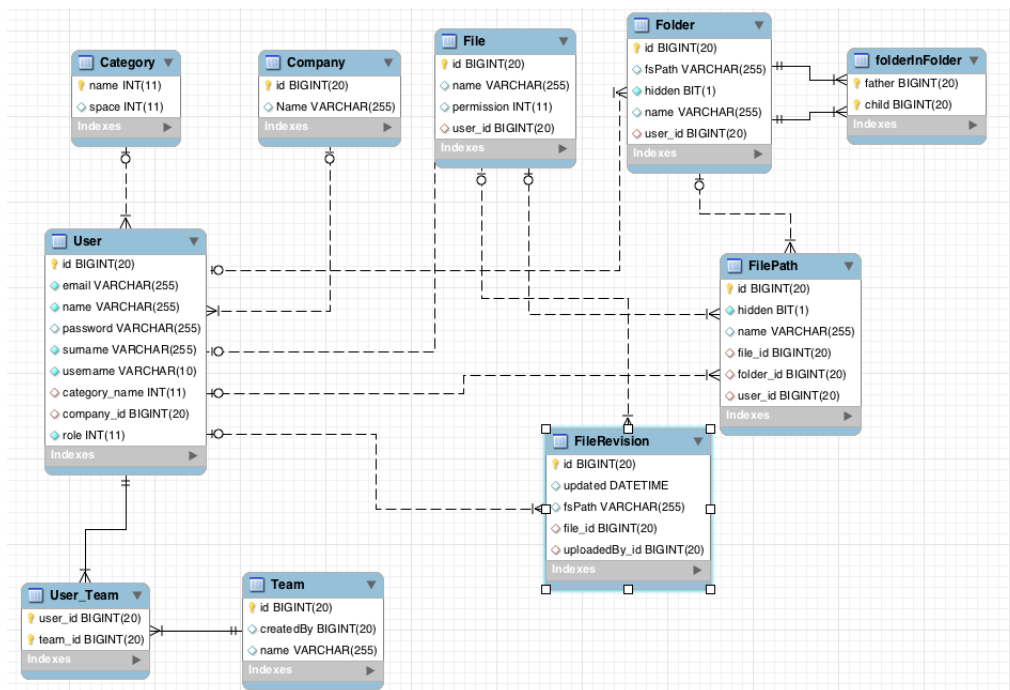 Category
name INT(11)
space INT(11)
Indexes
Company
id BIGINT(20)
Name VARCHAR(255)
Indexes
File
id BIGINT(20)
name VARCHAR(255)
permission INT(11)
user_id BIGINT(20)
Indexes
Folder
id BIGINT(20)
fsPath VARCHAR(255)
hidden BIT(1)
name VARCHAR(255)
user_id BIGINT(20)
Indexes
folderInFolder
father BIGINT(20)
child BIGINT(20)
Indexes
User
id BIGINT(20)
email VARCHAR(255)
name VARCHAR(255)
password VARCHAR(255)
surname VARCHAR(255)
username VARCHAR(10)
category_name INT(11)
company_id BIGINT(20)
role INT(11)
Indexes
FilePath
id BIGINT(20)
hidden BIT(1)
name VARCHAR(255)
file_id BIGINT(20)
folder_id BIGINT(20)
user_id BIGINT(20)
Indexes
FileRevision
id BIGINT(20)
updated DATETIME
fsPath VARCHAR(255)
file_id BIGINT(20)
uploadedBy_id BIGINT(20)
Indexes
User_Team
user_id BIGINT(20)
team_id BIGINT(20)
Indexes
Team
id BIGINT(20)
createdBy BIGINT(20)
name VARCHAR(255)
Indexes